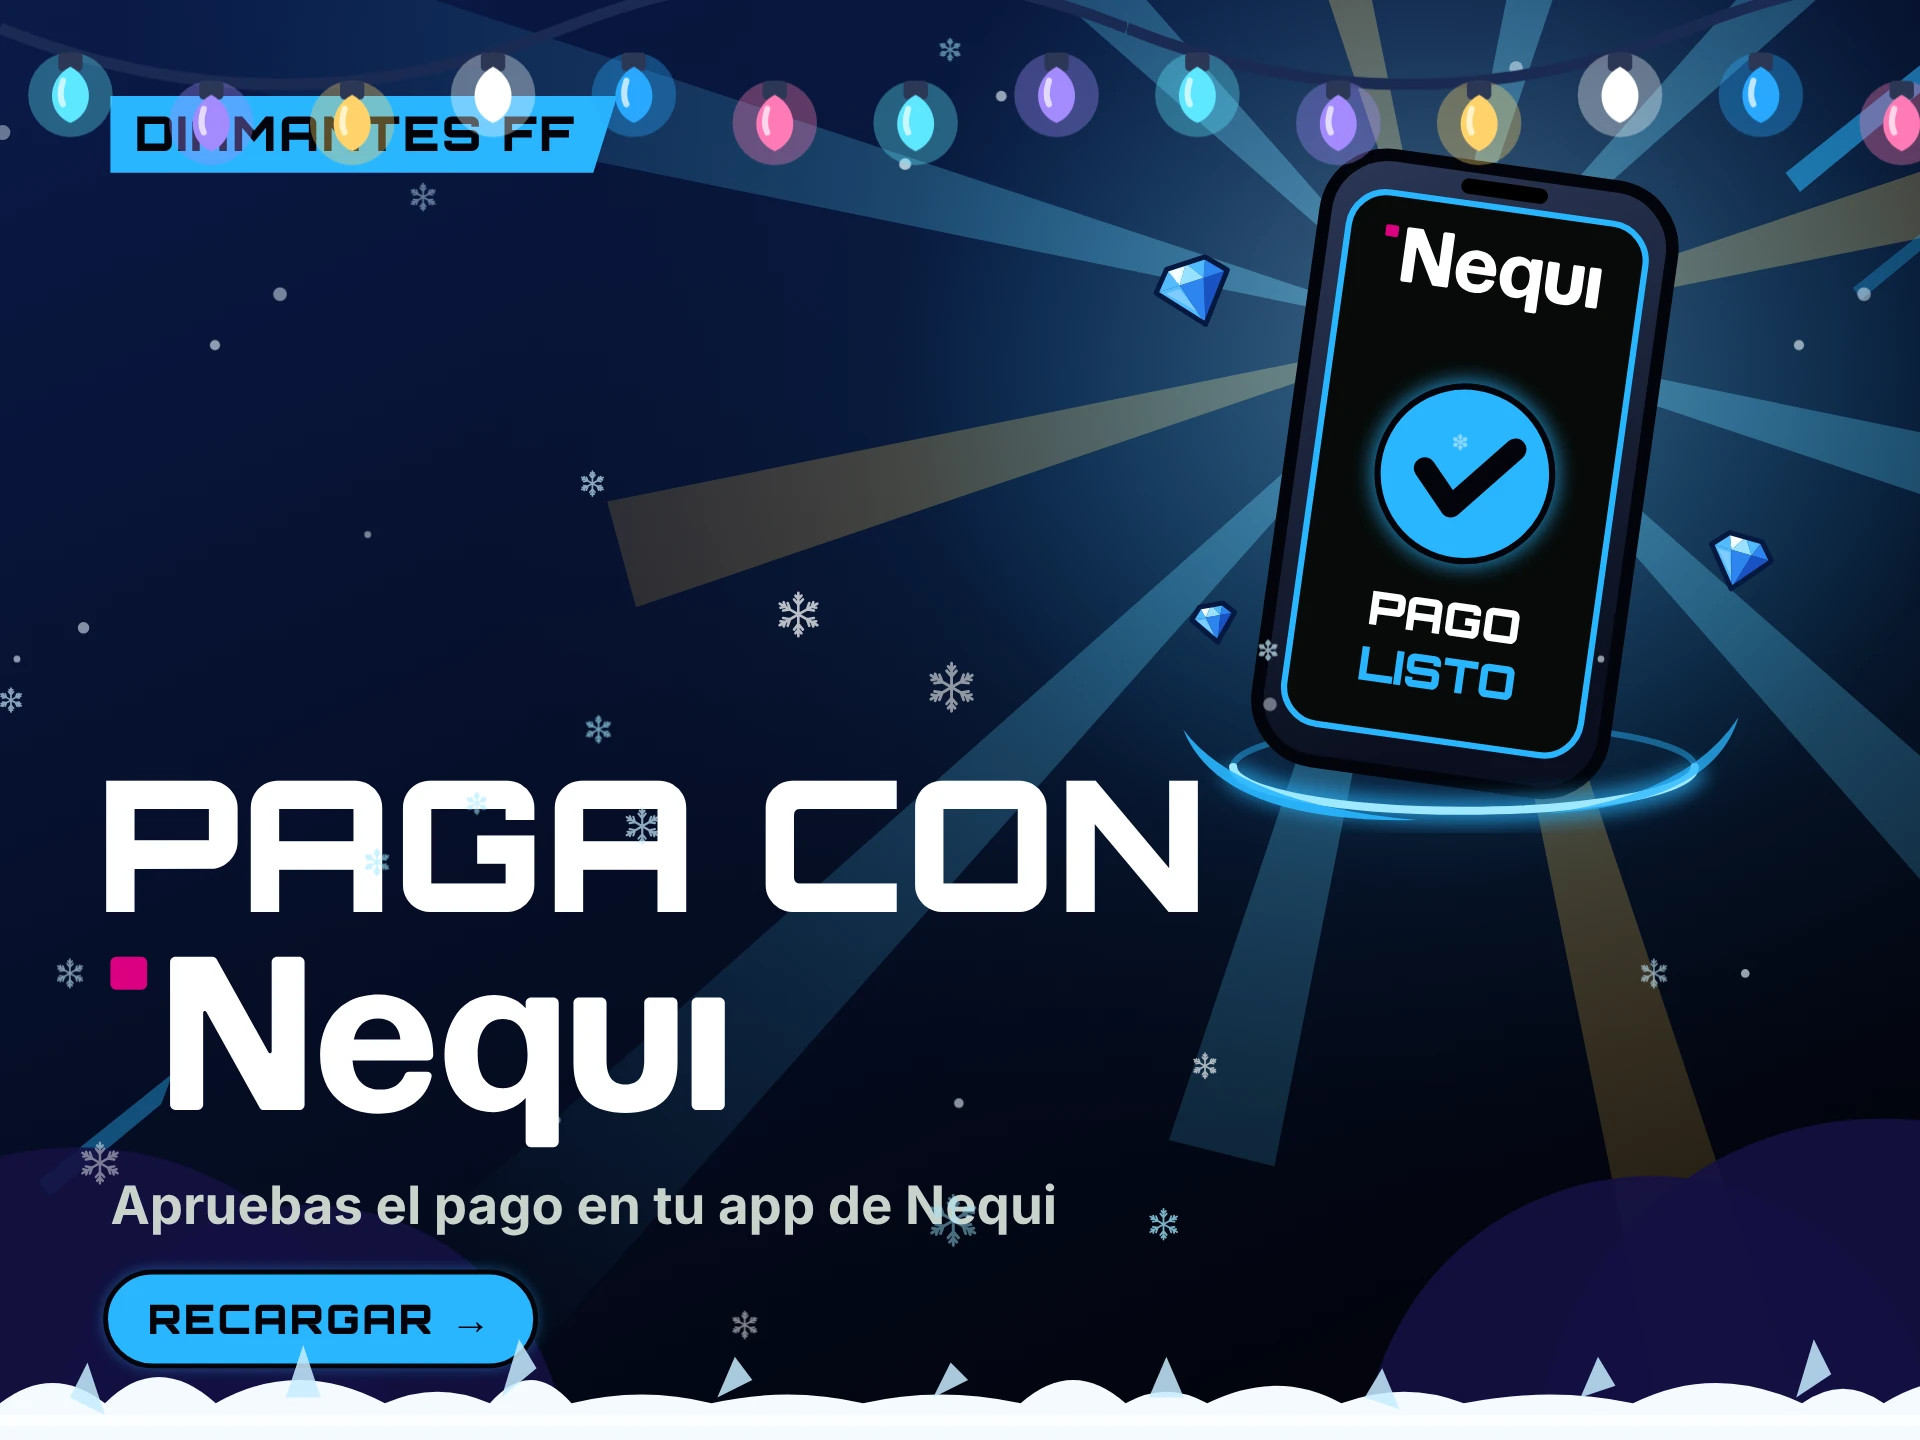 DIAMANTES FF
Nequi
PAGO
LISTO
PAGA CON
Nequi
Apruebas el pago en tu app de Nequi
RECARGAR →